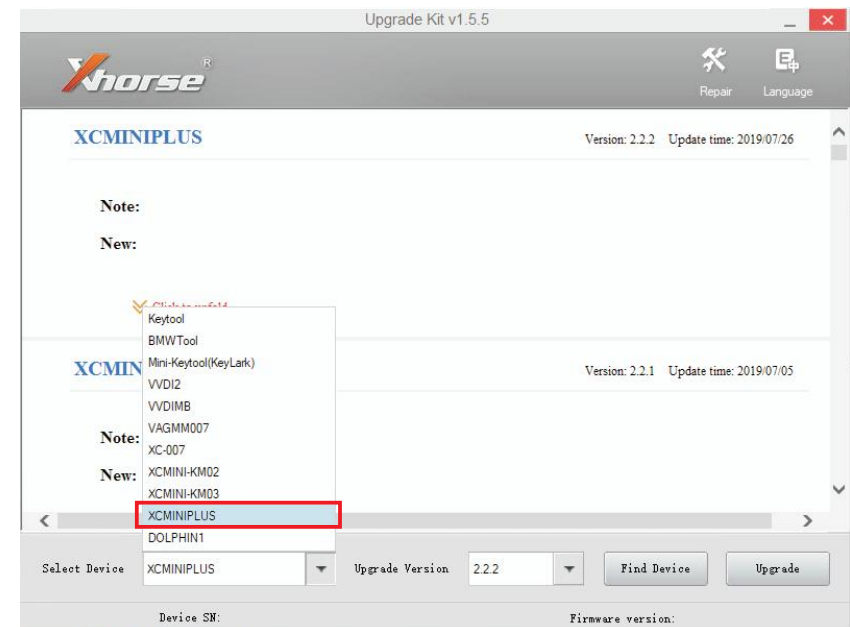 Upgrade Kit v1.5.5
Xhorse®
Repair
Language
XCMINIPLUS
Version: 2.2.2 Update time: 2019/07/26
Note:
New:
Click to unfold
Keytool
BMWTool
Mini-Keytool(KeyLark)
VVDI2
VVDIMB
VAGMM007
XC-007
XCMINI-KM02
XCMINI-KM03
XCMINIPLUS
DOLPHIN1
XCMIN
Version: 2.2.1 Update time: 2019/07/05
Note:
New:
Select Device XCMINIPLUS Upgrade Version 2.2.2 Find Device Upgrade
Device SN: Firmware version: